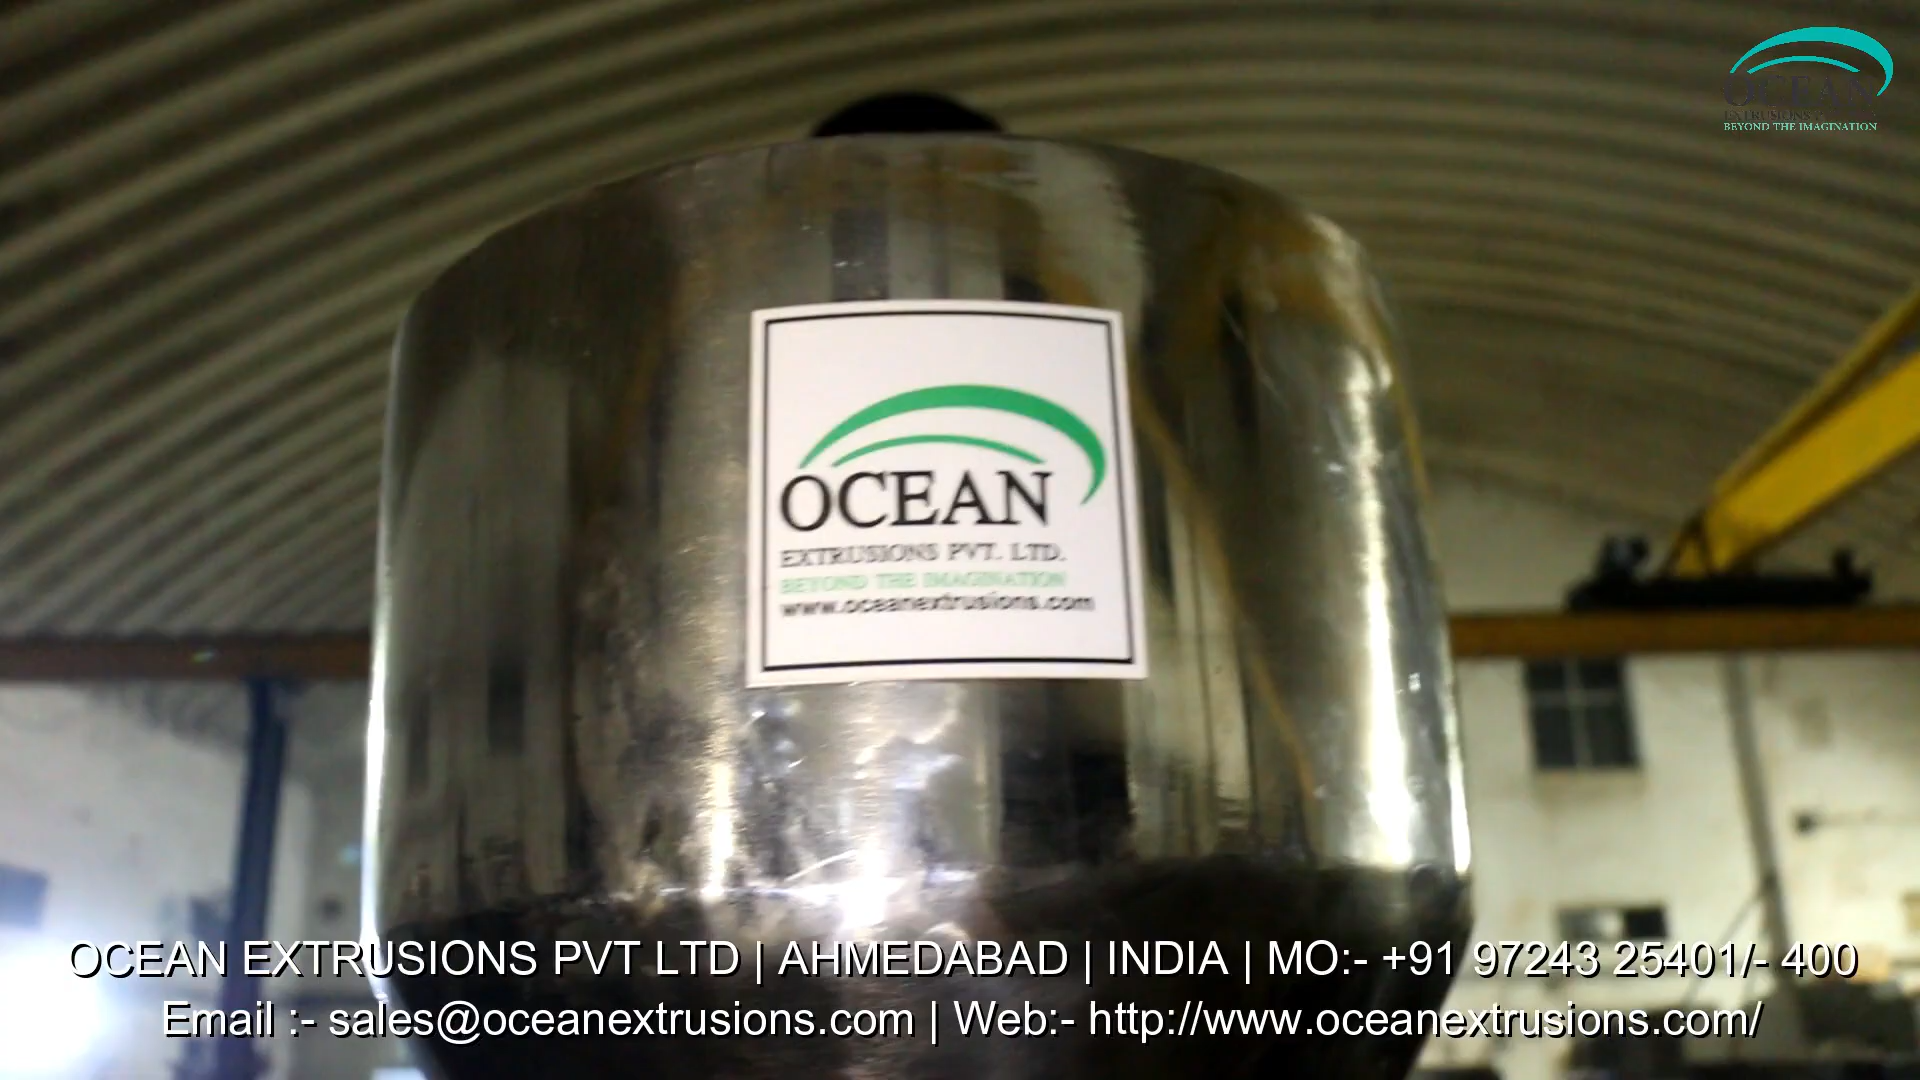 OCEAN
EXTRUSIONS
BEYOND THE IMAGINATION
OCEAN
EXTRUSIONS PVT. LTD.
BEYOND THE IMAGINATION
www.oceanextrusions.com
OCEAN EXTRUSIONS PVT LTD | AHMEDABAD | INDIA | MO:- +91 97243 25401/- 400
Email :- sales@oceanextrusions.com | Web:- http://www.oceanextrusions.com/